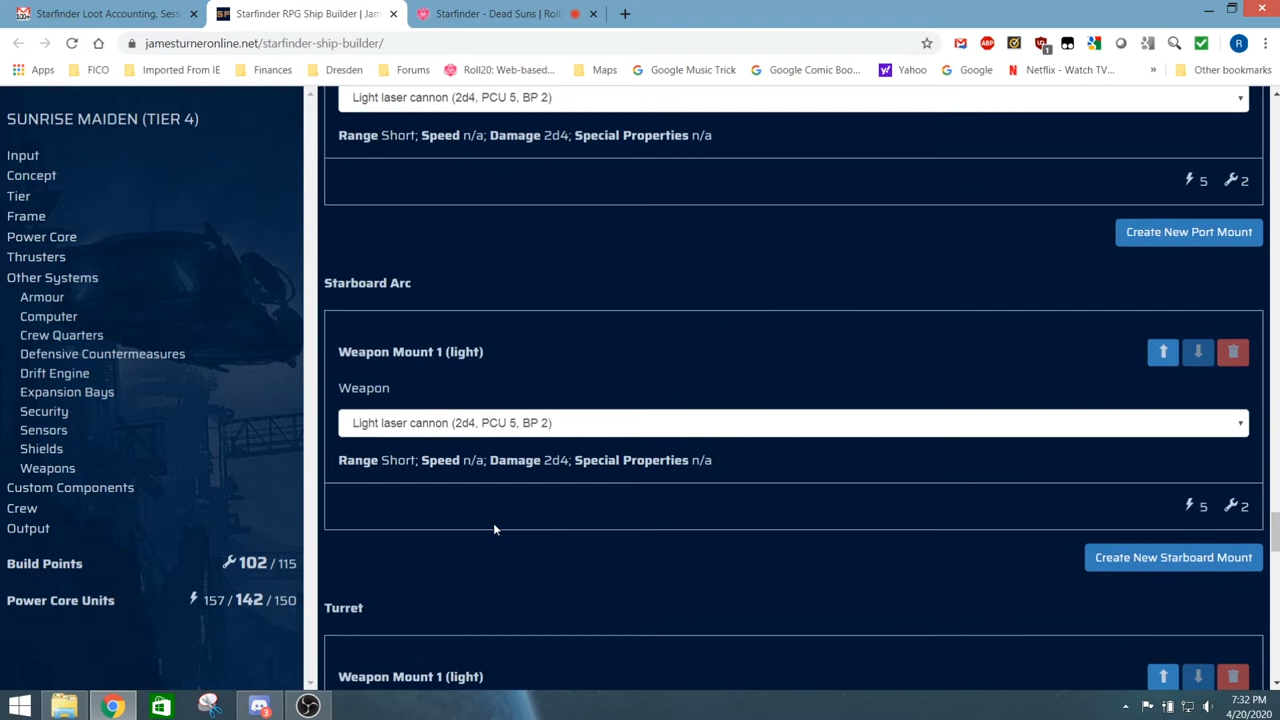 Starfinder Loot Accounting, Sess
Starfinder RPG Ship Builder | Jam
Starfinder - Dead Suns | Roll
jamesturneronline.net/starfinder-ship-builder/
Apps
FICO
Imported From IE
Finances
Dresden
Forums
Roll20: Web-based...
Maps
Google Music Trick
Google Comic Boo...
Yahoo
Google
Netflix - Watch TV...
Other bookmarks
SUNRISE MAIDEN (TIER 4)
Input
Concept
Tier
Frame
Power Core
Thrusters
Other Systems
Armour
Computer
Crew Quarters
Defensive Countermeasures
Drift Engine
Expansion Bays
Security
Sensors
Shields
Weapons
Custom Components
Crew
Output
Build Points 102 / 115
Power Core Units 157 / 142 / 150
Light laser cannon (2d4, PCU 5, BP 2)
Range Short; Speed n/a; Damage 2d4; Special Properties n/a
5 2
Create New Port Mount
Starboard Arc
Weapon Mount 1 (light)
Weapon
Light laser cannon (2d4, PCU 5, BP 2)
Range Short; Speed n/a; Damage 2d4; Special Properties n/a
5 2
Create New Starboard Mount
Turret
Weapon Mount 1 (light)
7:32 PM
4/20/2020